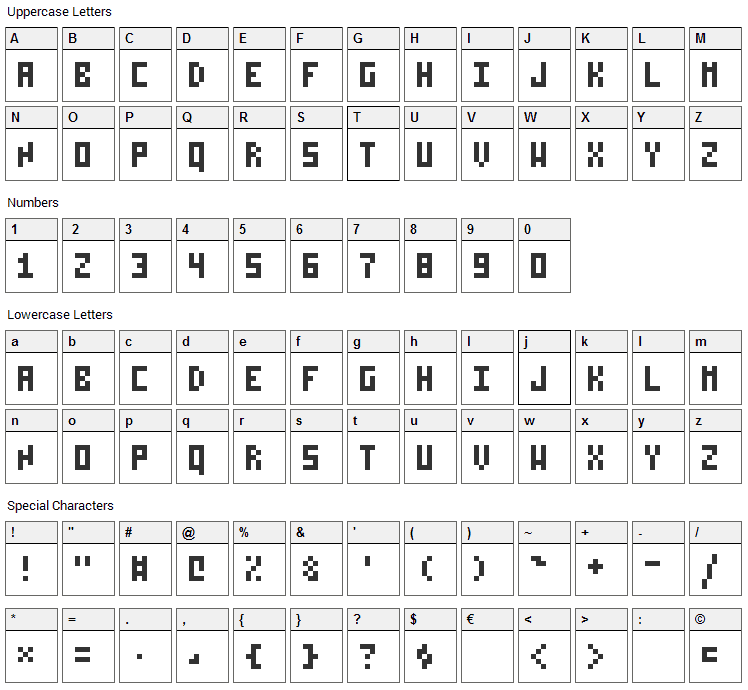 Uppercase Letters
A B C D E F G H I J K L M
A B C D E F G H I J K L M
N O P Q R S T U V W X Y Z
N O P Q R S T U V W X Y Z
Numbers
1 2 3 4 5 6 7 8 9 0
1 2 3 4 5 6 7 8 9 0
Lowercase Letters
a b c d e f g h I j k l m
A B C D E F G H I J K L M
n o p q r s t u v w x y z
N O P Q R S T U V W X Y Z
Special Characters
! " # @ % & ' ( ) ~ + - /
! " # @ % & ' ( ) ~ + - /
* = . , { } ? $ € < > : ©
* = . , { } ? $ < > ©